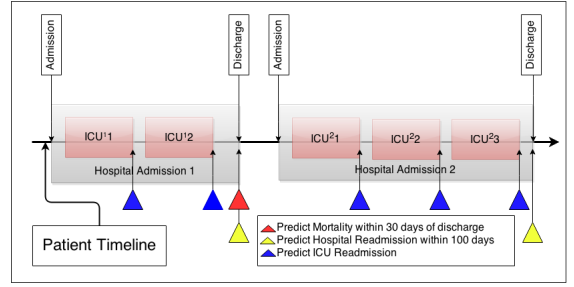 Admission
Discharge
Admission
Discharge
ICU¹1
ICU¹2
ICU²1
ICU²2
ICU²3
Hospital Admission 1
Hospital Admission 2
Patient Timeline
Predict Mortality within 30 days of discharge
Predict Hospital Readmission within 100 days
Predict ICU Readmission